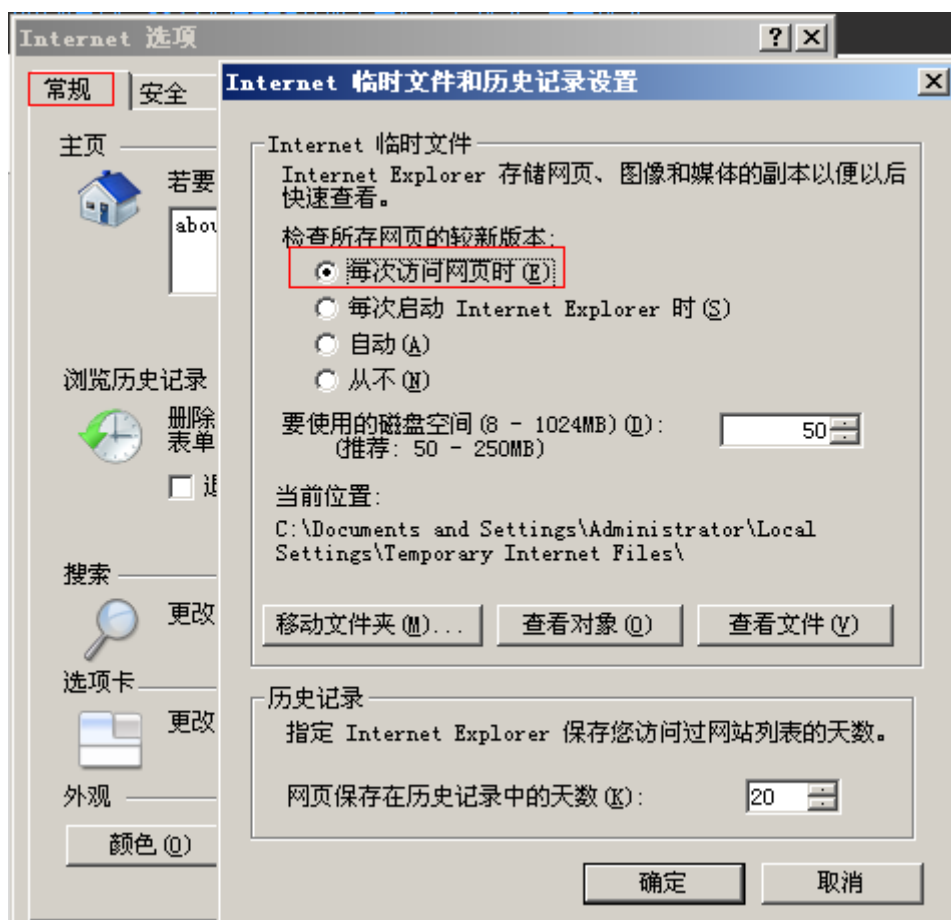 Internet 选项
常规
安全
Internet 临时文件和历史记录设置
主页
若要
abou
Internet 临时文件
Internet Explorer 存储网页、图像和媒体的副本以便以后
快速查看。
检查所存网页的较新版本:
每次访问网页时(E)
每次启动 Internet Explorer 时(S)
自动(A)
从不(N)
浏览历史记录
删除
表单
要使用的磁盘空间(8 - 1024MB)(D):
50
(推荐: 50 - 250MB)
当前位置:
C:\Documents and Settings\Administrator\Local
Settings\Temporary Internet Files\
搜索
更改
移动文件夹(M)...
查看对象(O)
查看文件(V)
选项卡
更改
历史记录
指定 Internet Explorer 保存您访问过网站列表的天数。
网页保存在历史记录中的天数(K):
20
外观
颜色(O)
确定
取消